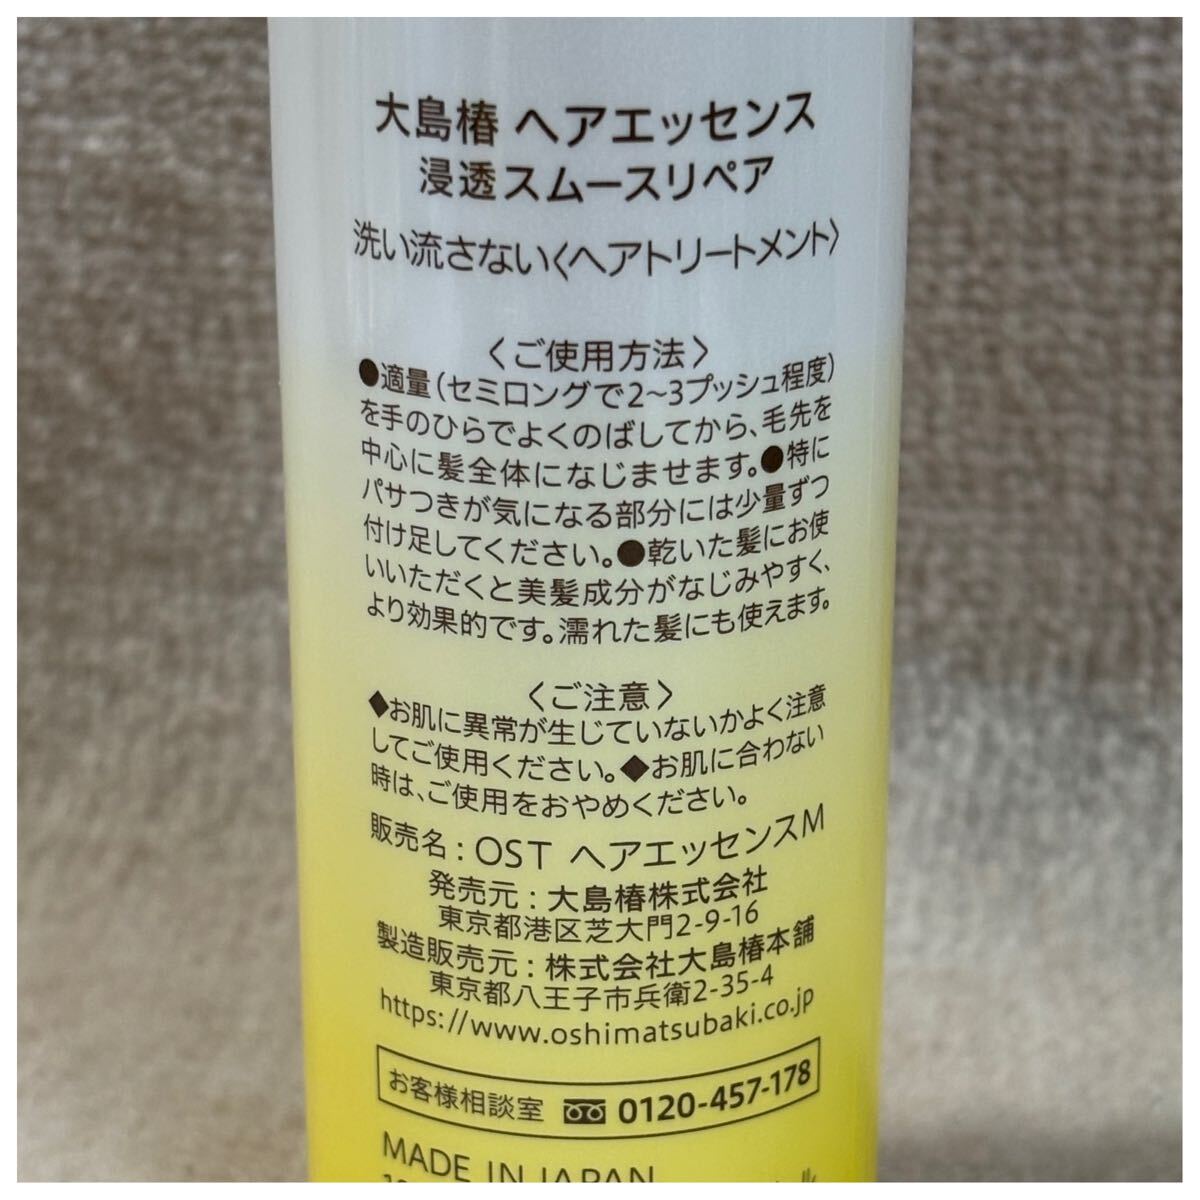 大島椿 ヘアエッセンス
浸透スムースリペア
洗い流さない〈ヘアトリートメント〉
〈ご使用方法〉
●適量(セミロングで2～3プッシュ程度)
を手のひらでよくのばしてから、毛先を
中心に髪全体になじませます。●特に
パサつきが気になる部分には少量ずつ
付け足してください。●乾いた髪にお使
いいただくと美髪成分がなじみやすく、
より効果的です。濡れた髪にも使えます。
〈ご注意〉
◆お肌に異常が生じていないかよく注意
してご使用ください。◆お肌に合わない
時は、ご使用をおやめください。
販売名：OST ヘアエッセンスM
発売元：大島椿株式会社
東京都港区芝大門2-9-16
製造販売元：株式会社大島椿本舗
東京都八王子市兵衛2-35-4
https://www.oshimatsubaki.co.jp
お客様相談室 0120-457-178
MADE IN JAPAN